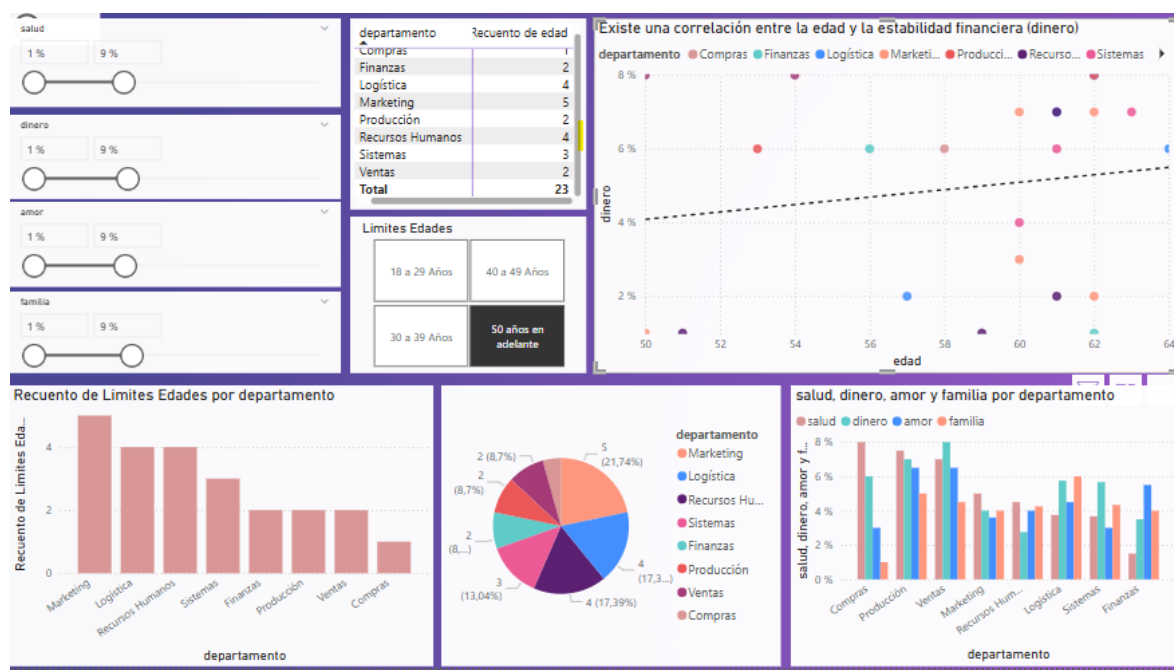 salud
1 %
9 %
dinero
1 %
9 %
amor
1 %
9 %
familia
1 %
9 %
departamento Recuento de edad
Compras 1
Finanzas 2
Logística 4
Marketing 5
Producción 2
Recursos Humanos 4
Sistemas 3
Ventas 2
Total 23
Limites Edades
18 a 29 Años
40 a 49 Años
30 a 39 Años
50 años en
adelante
Existe una correlación entre la edad y la estabilidad financiera (dinero)
departamento Compras Finanzas Logística Marketi... Producci... Recurso... Sistemas
8 %
6 %
4 %
2 %
dinero
50 52 54 56 58 60 62 64
edad
Recuento de Limites Edades por departamento
Recuento de Limites Eda...
4
2
0
Marketing
Logística
Recursos Humanos
Sistemas
Finanzas
Producción
Ventas
Compras
departamento
5
(21,74%)
4
(17,3...)
4 (17,39%)
3
(13,04%)
2
(8,...)
2
(8,7%)
2 (8,7%)
departamento
Marketing
Logística
Recursos Hu...
Sistemas
Finanzas
Producción
Ventas
Compras
salud, dinero, amor y familia por departamento
salud dinero amor familia
salud, dinero, amor y f...
8 %
6 %
4 %
2 %
0 %
Compras
Producción
Ventas
Marketing
Recursos Hum...
Logística
Sistemas
Finanzas
departamento